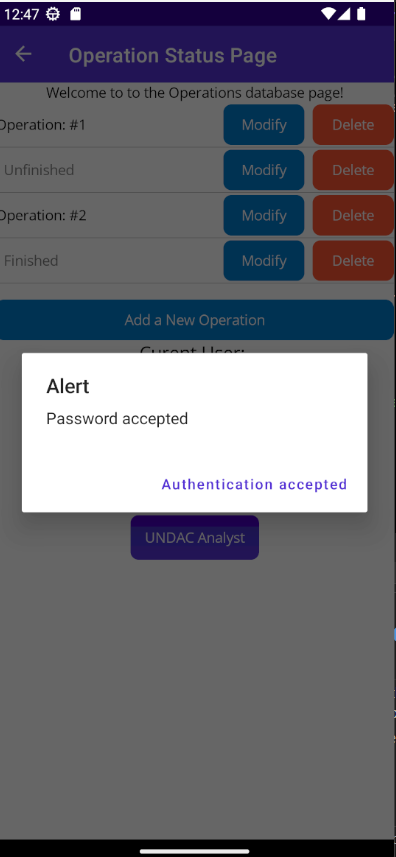 12:47
Operation Status Page
Welcome to to the Operations database page!
Operation: #1
Modify
Delete
Unfinished
Modify
Delete
Operation: #2
Modify
Delete
Finished
Modify
Delete
Add a New Operation
Curent User:
Alert
Password accepted
Authentication accepted
UNDAC Analyst